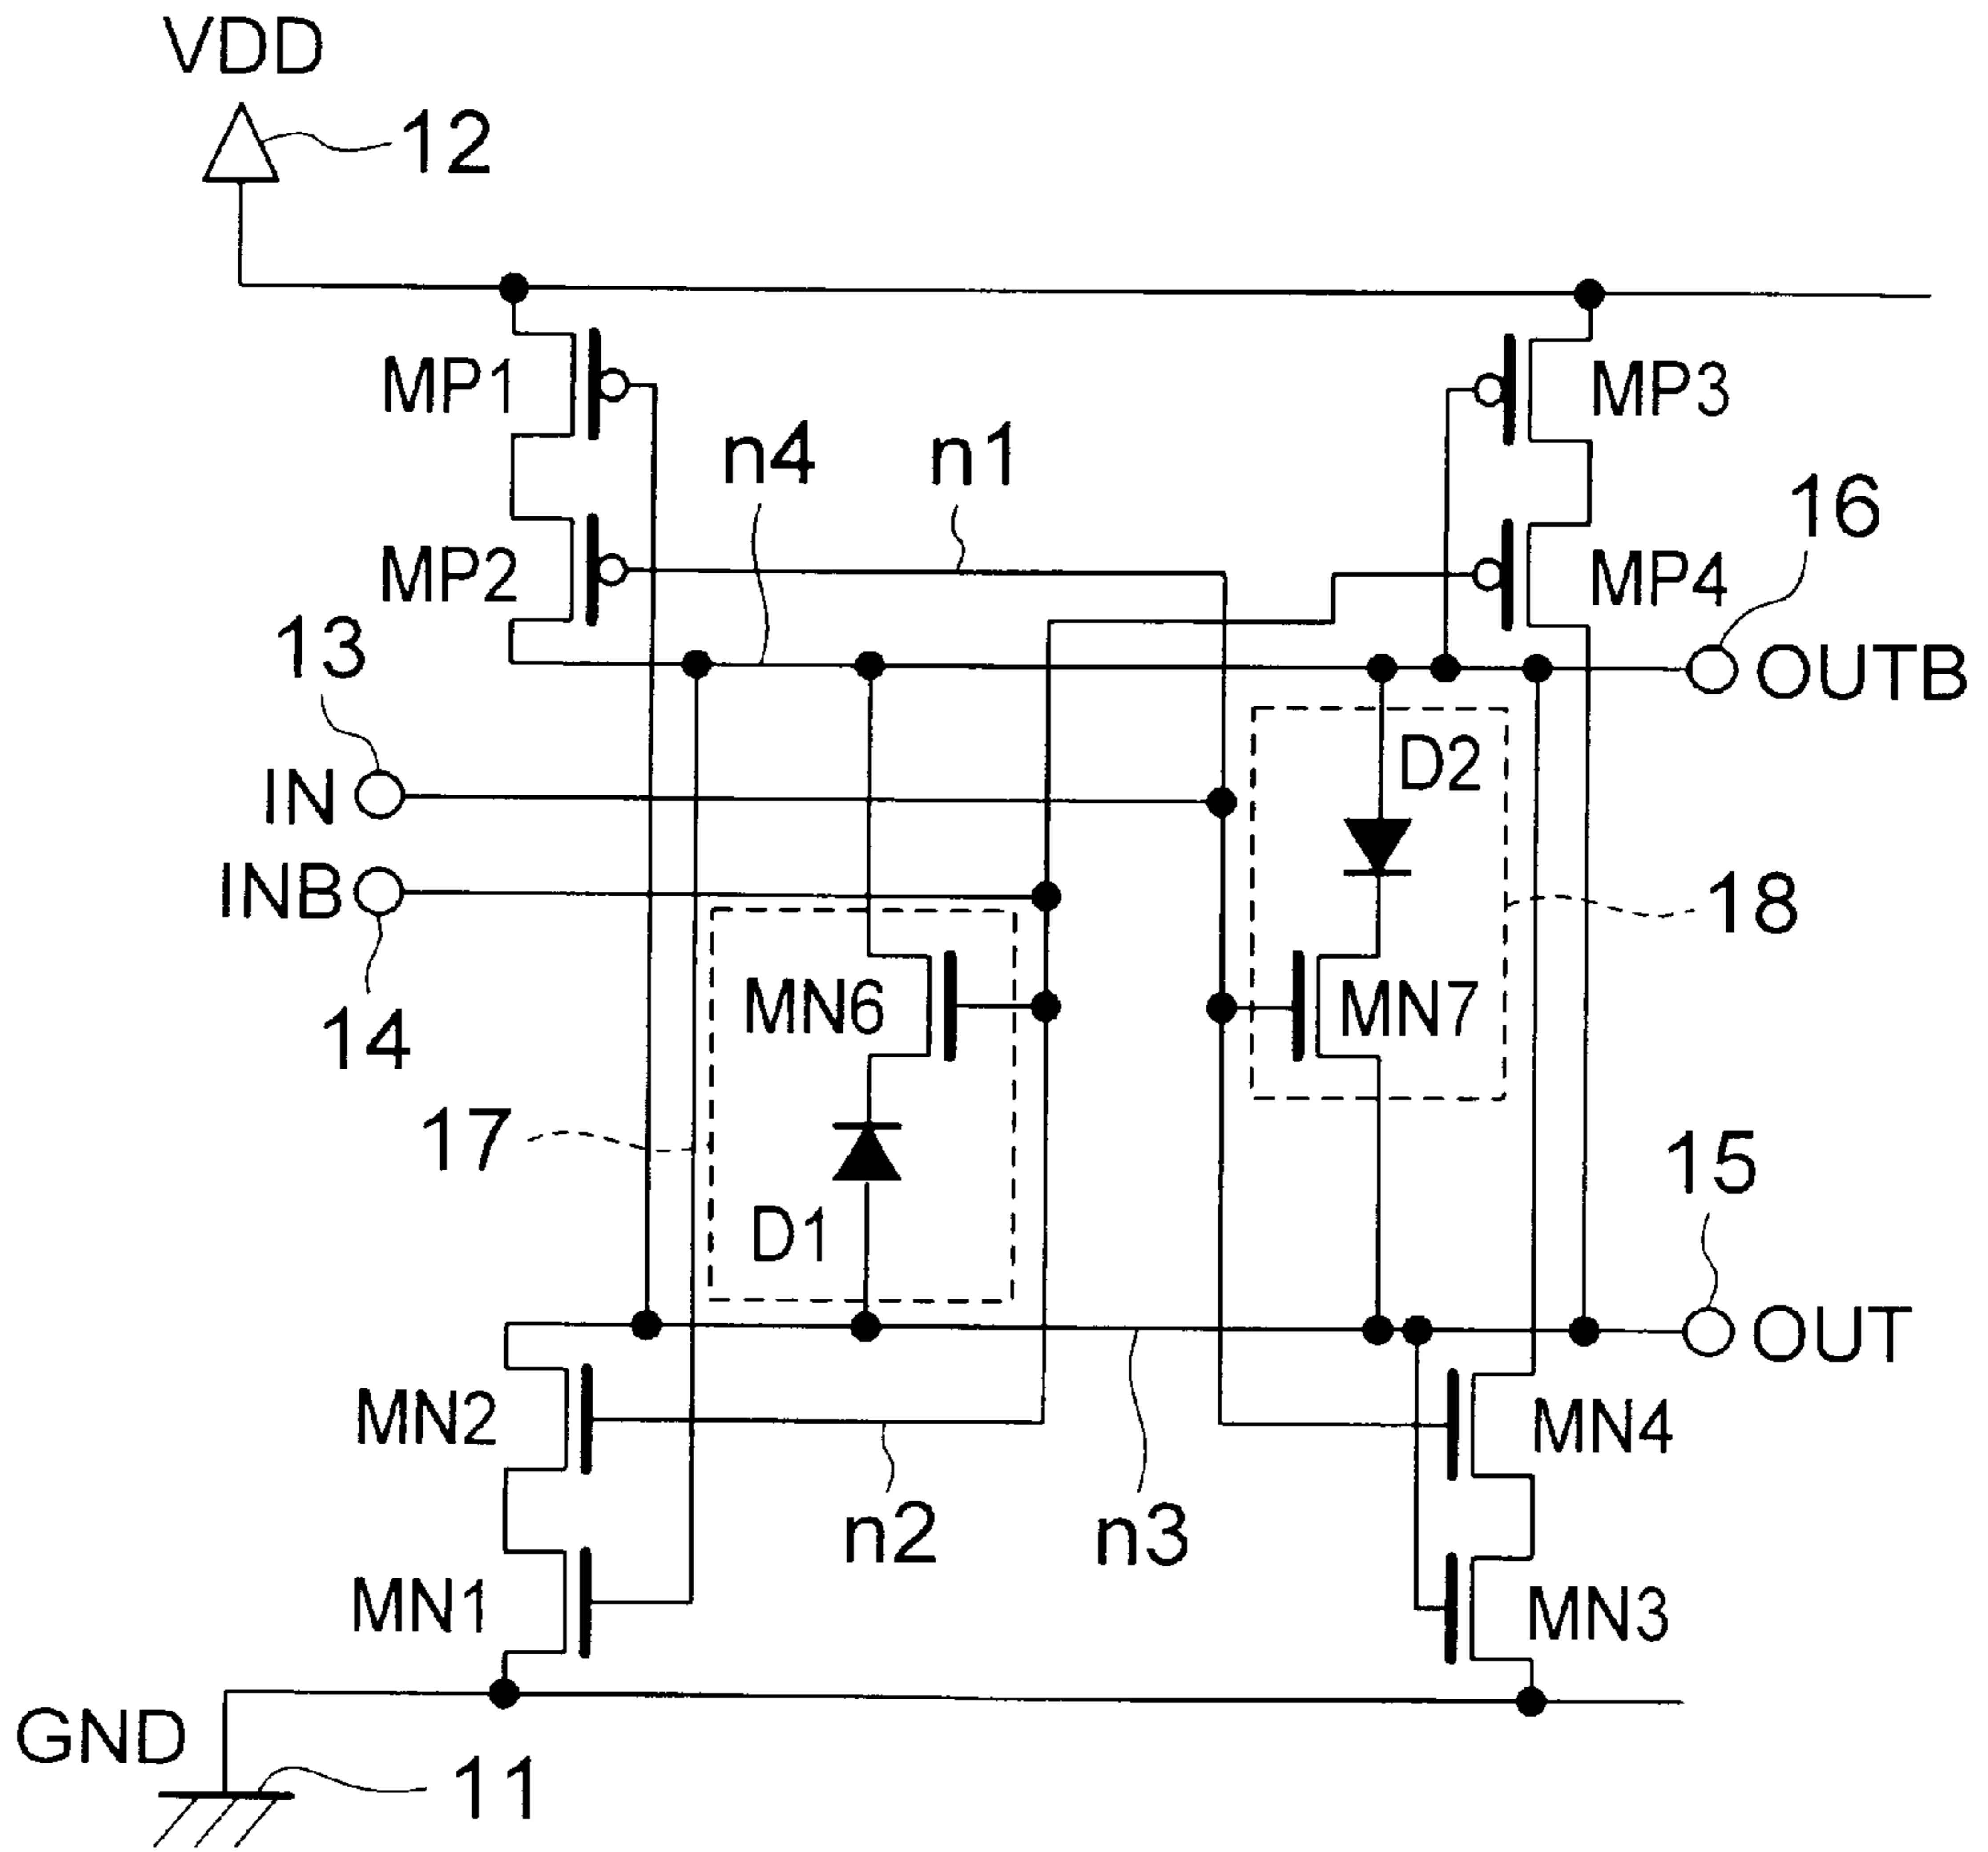 VDD
12
MP1
MP3
n4
n1
16
MP2
MP4
13
OUTB
D2
IN
INB
18
MN6
MN7
14
17
15
D1
OUT
MN2
MN4
n2
n3
MN1
MN3
GND
11